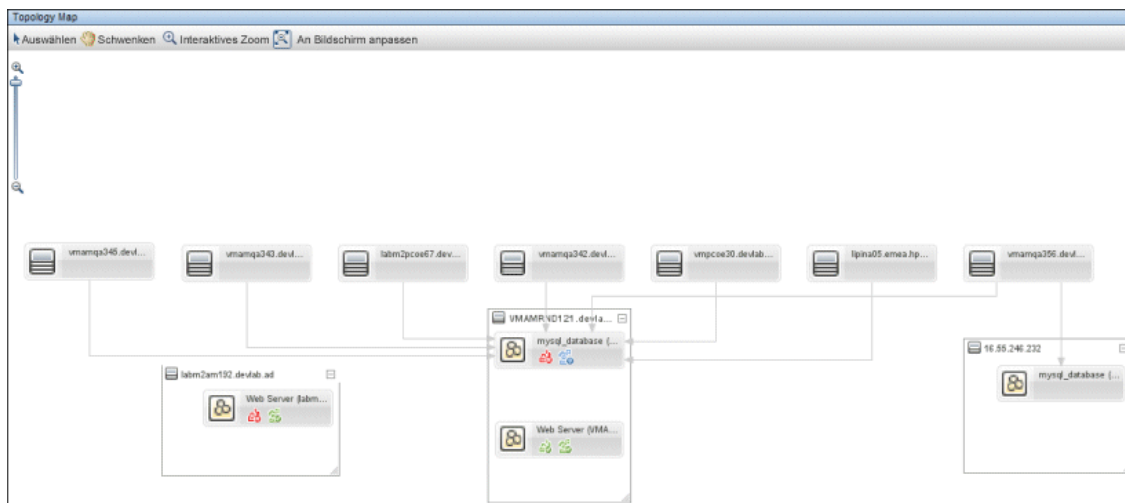 Topology Map
Auswählen Schwenken Interaktives Zoom An Bildschirm anpassen
vmamqa345.devl... vmamqa343.devl... labm2pcoe67.dev... vmamqa342.devl... vmpcoe30.devlab... lipina05.emea.hp... vmamqa356.devl...
VMAMRND121.devla...
mysql_database (...
16.55.246.232
mysql_database (...
labm2am192.devlab.ad
Web Server (labm...
Web Server (VMA...